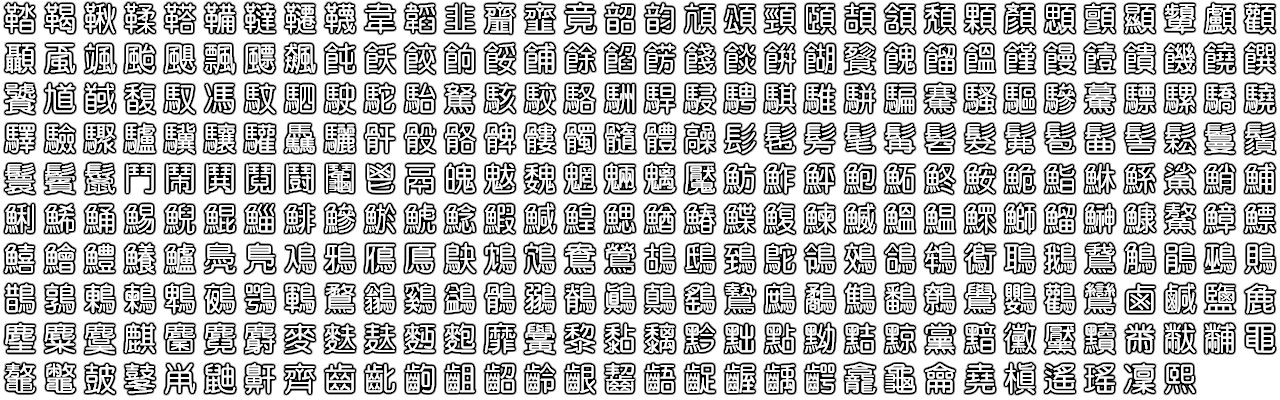 鞜鞨鞦鞣鞳鞴韃韆韈韋韜韭齏韲竟韶韵頏頌頸頤頡頷頽顆顏顋顫顯顰顱顴
顳颪颯颱颶飄飃飆飩飫餃餉餒餔餘餡餝餞餤餠餬餮餽餾饂饉饅饐饋饑饒饌
饕馗馘馥馭馮馼駟駛駝駘駑駭駮駱駲駻駸騁騏騅駢騙騫騷驅驂驀驃騾驕驍
驛驗驟驢驥驤驩驫驪骭骰骼髀髏髑髓體髞髟髢髣髦髯髫髮髴髱髷髻鬆鬘鬚
鬟鬢鬣鬥鬧鬨鬩鬪鬮鬯鬲魄魃魏魍魎魑魘魴鮓鮃鮑鮖鮗鮟鮠鮨鮴鯀鯊鮹鯆
鯏鯑鯒鯣鯢鯤鯔鯡鰺鯲鯱鯰鰕鰔鰉鰓鰌鰆鰈鰒鰊鰄鰮鰛鰥鰤鰡鰰鱇鰲鱆鰾
鱚鱠鱧鱶鱸鳧鳬鳰鴉鴈鳫鴃鴆鴪鴦鶯鴣鴟鵄鴕鴒鵁鴿鴾鵆鵈鵝鵞鵤鵑鵐鵙
鵲鶉鶇鶫鵯鵺鶚鶤鶩鶲鷄鷁鶻鶸鶺鷆鷏鷂鷙鷓鷸鷦鷭鷯鷽鸚鸛鸞鹵鹹鹽麁
麈麋麌麒麕麑麝麥麩麸麪麭靡黌黎黏黐黔黜點黝黠黥黨黯黴黶黷黹黻黼黽
鼇鼈皷鼕鼡鼬鼾齊齒齔齣齟齠齡齦齧齬齪齷齲齶龕龜龠堯槇遙瑤凜熙